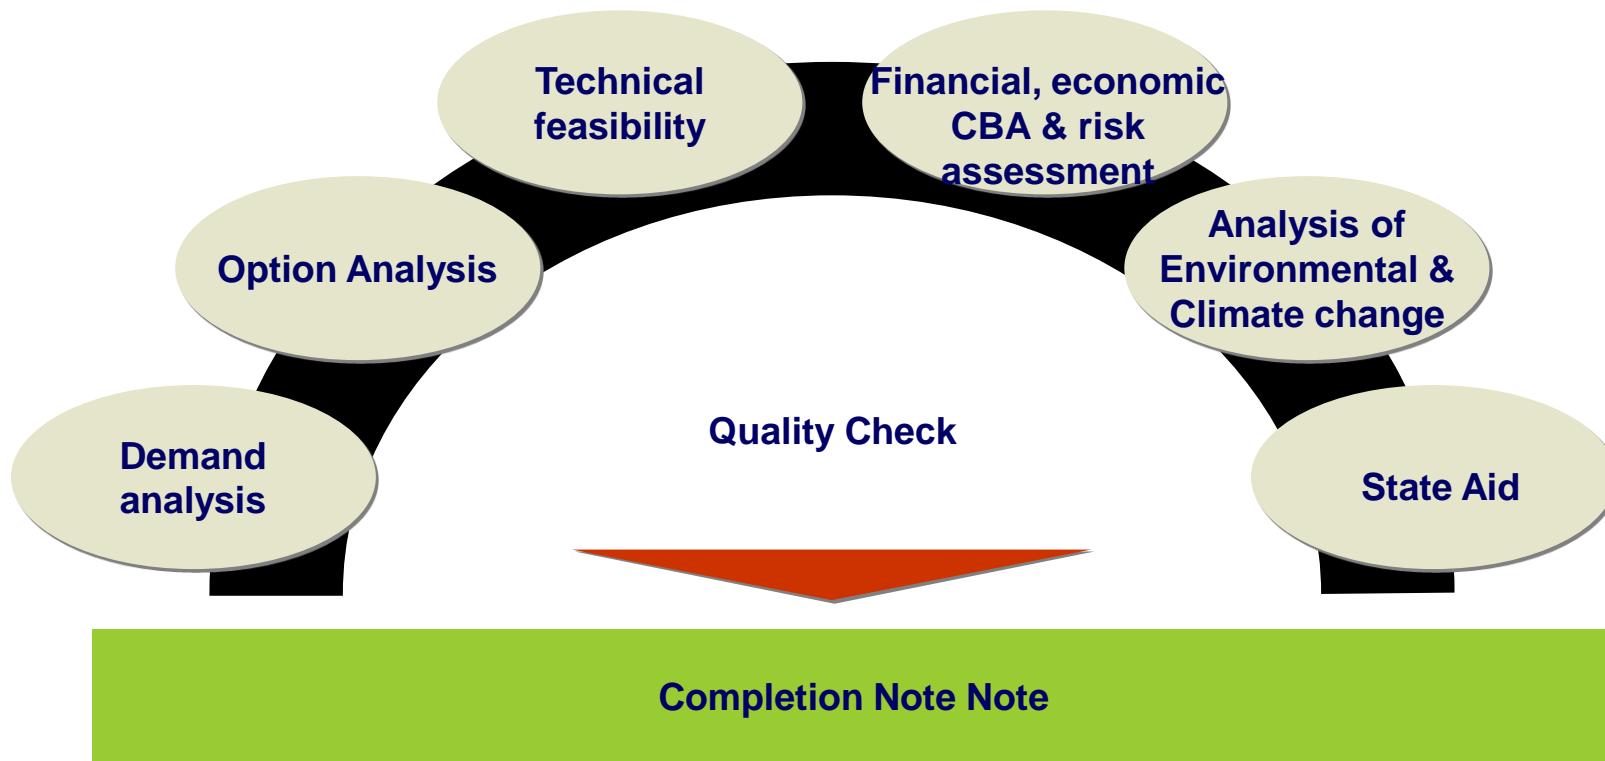 Technical
feasibility
Financial, economic
CBA & risk
assessment
Option Analysis
Analysis of
Environmental &
Climate change
Demand
analysis
Quality Check
State Aid
Completion Note Note